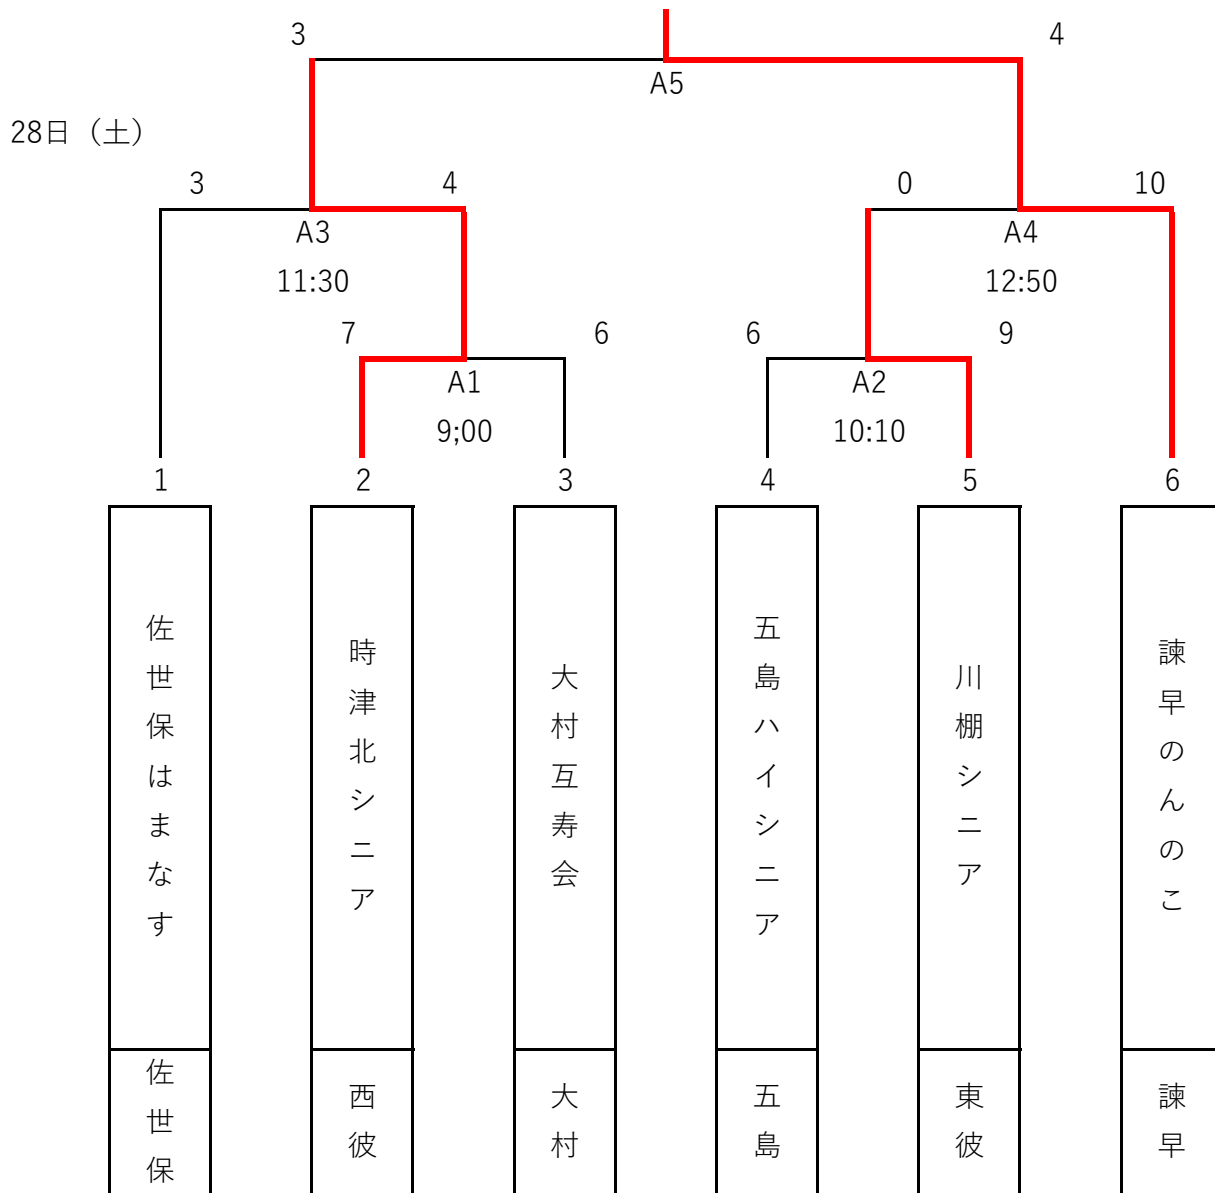 3 4
A5
28日（土）
3 4 0 10
A3 A4
11:30 12:50
7 6 6 9
A1 A2
9;00 10:10
1 2 3 4 5 6
佐世保はまなす
時津北シニア
大村互寿会
五島ハイシニア
川棚シニア
諫早のんのこ
佐世保
西彼
大村
五島
東彼
諫早